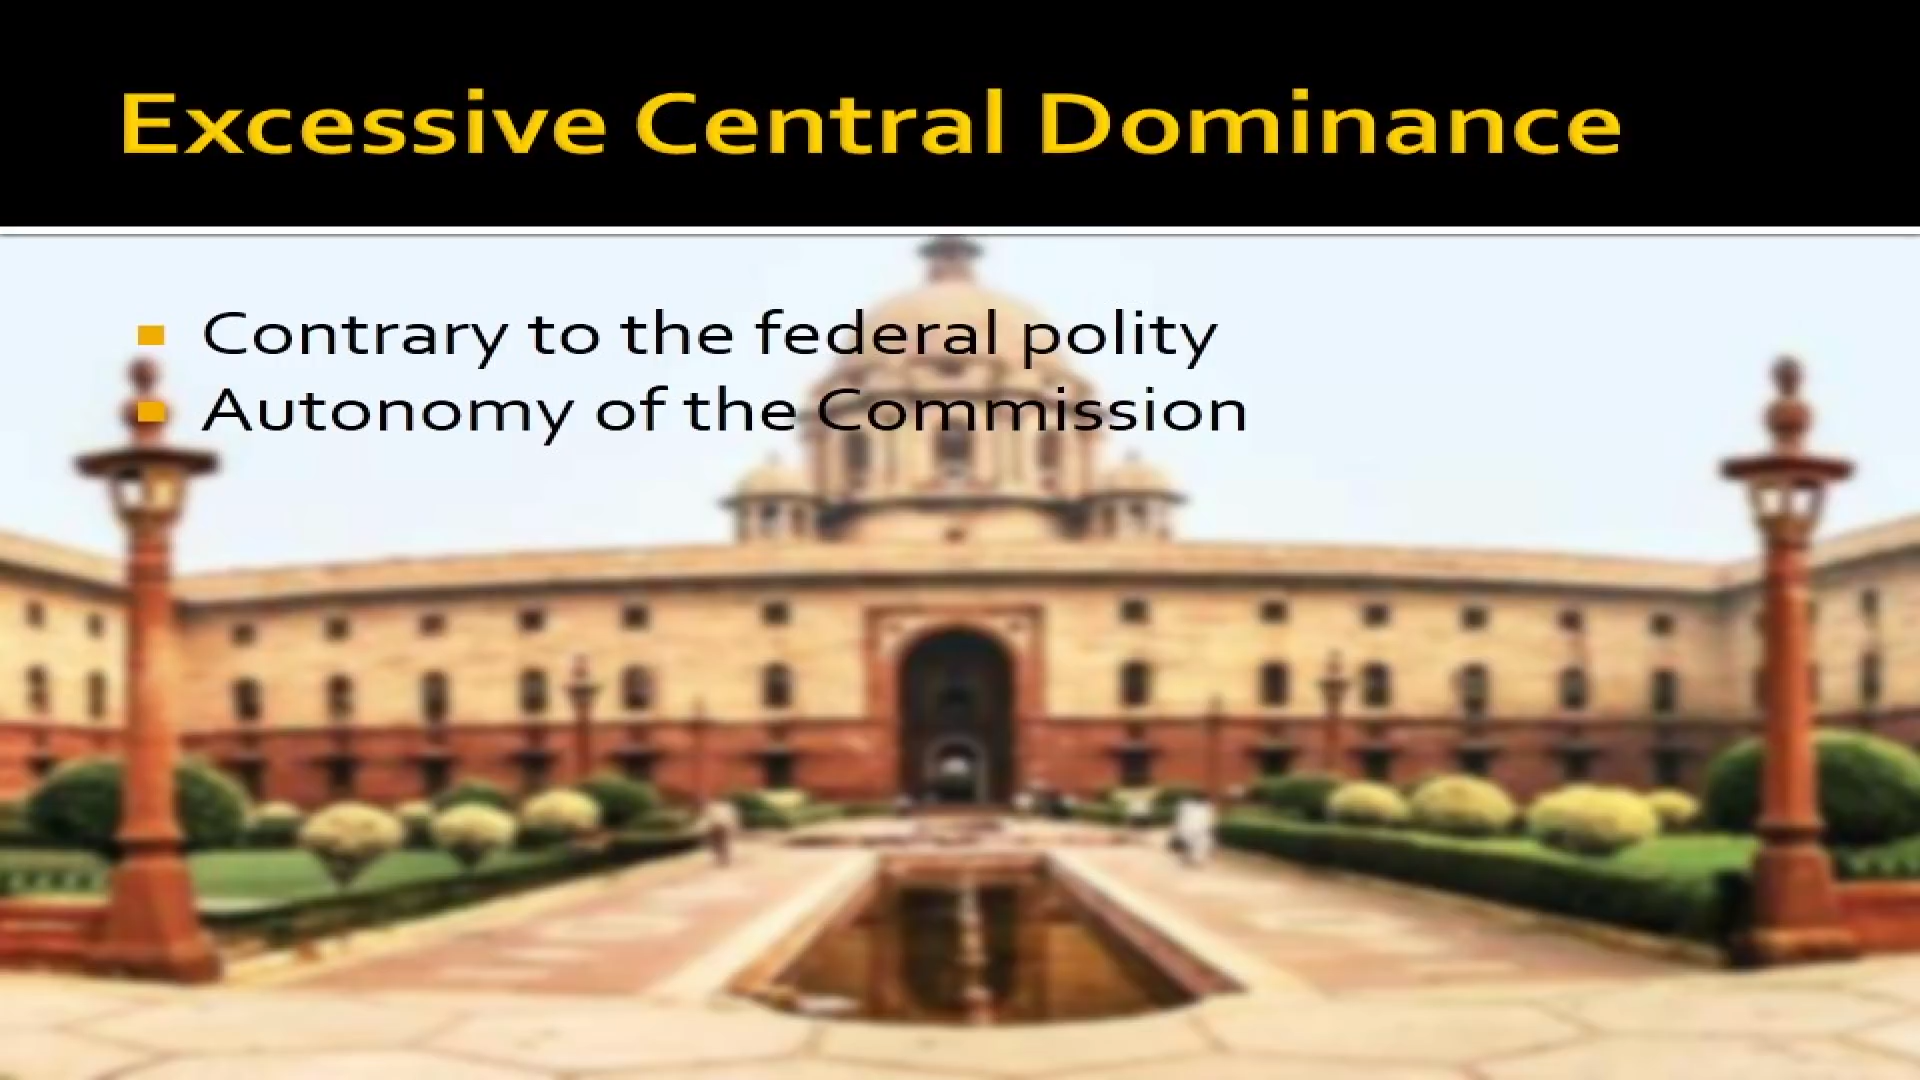 Excessive Central Dominance
Contrary to the federal polity
Autonomy of the Commission